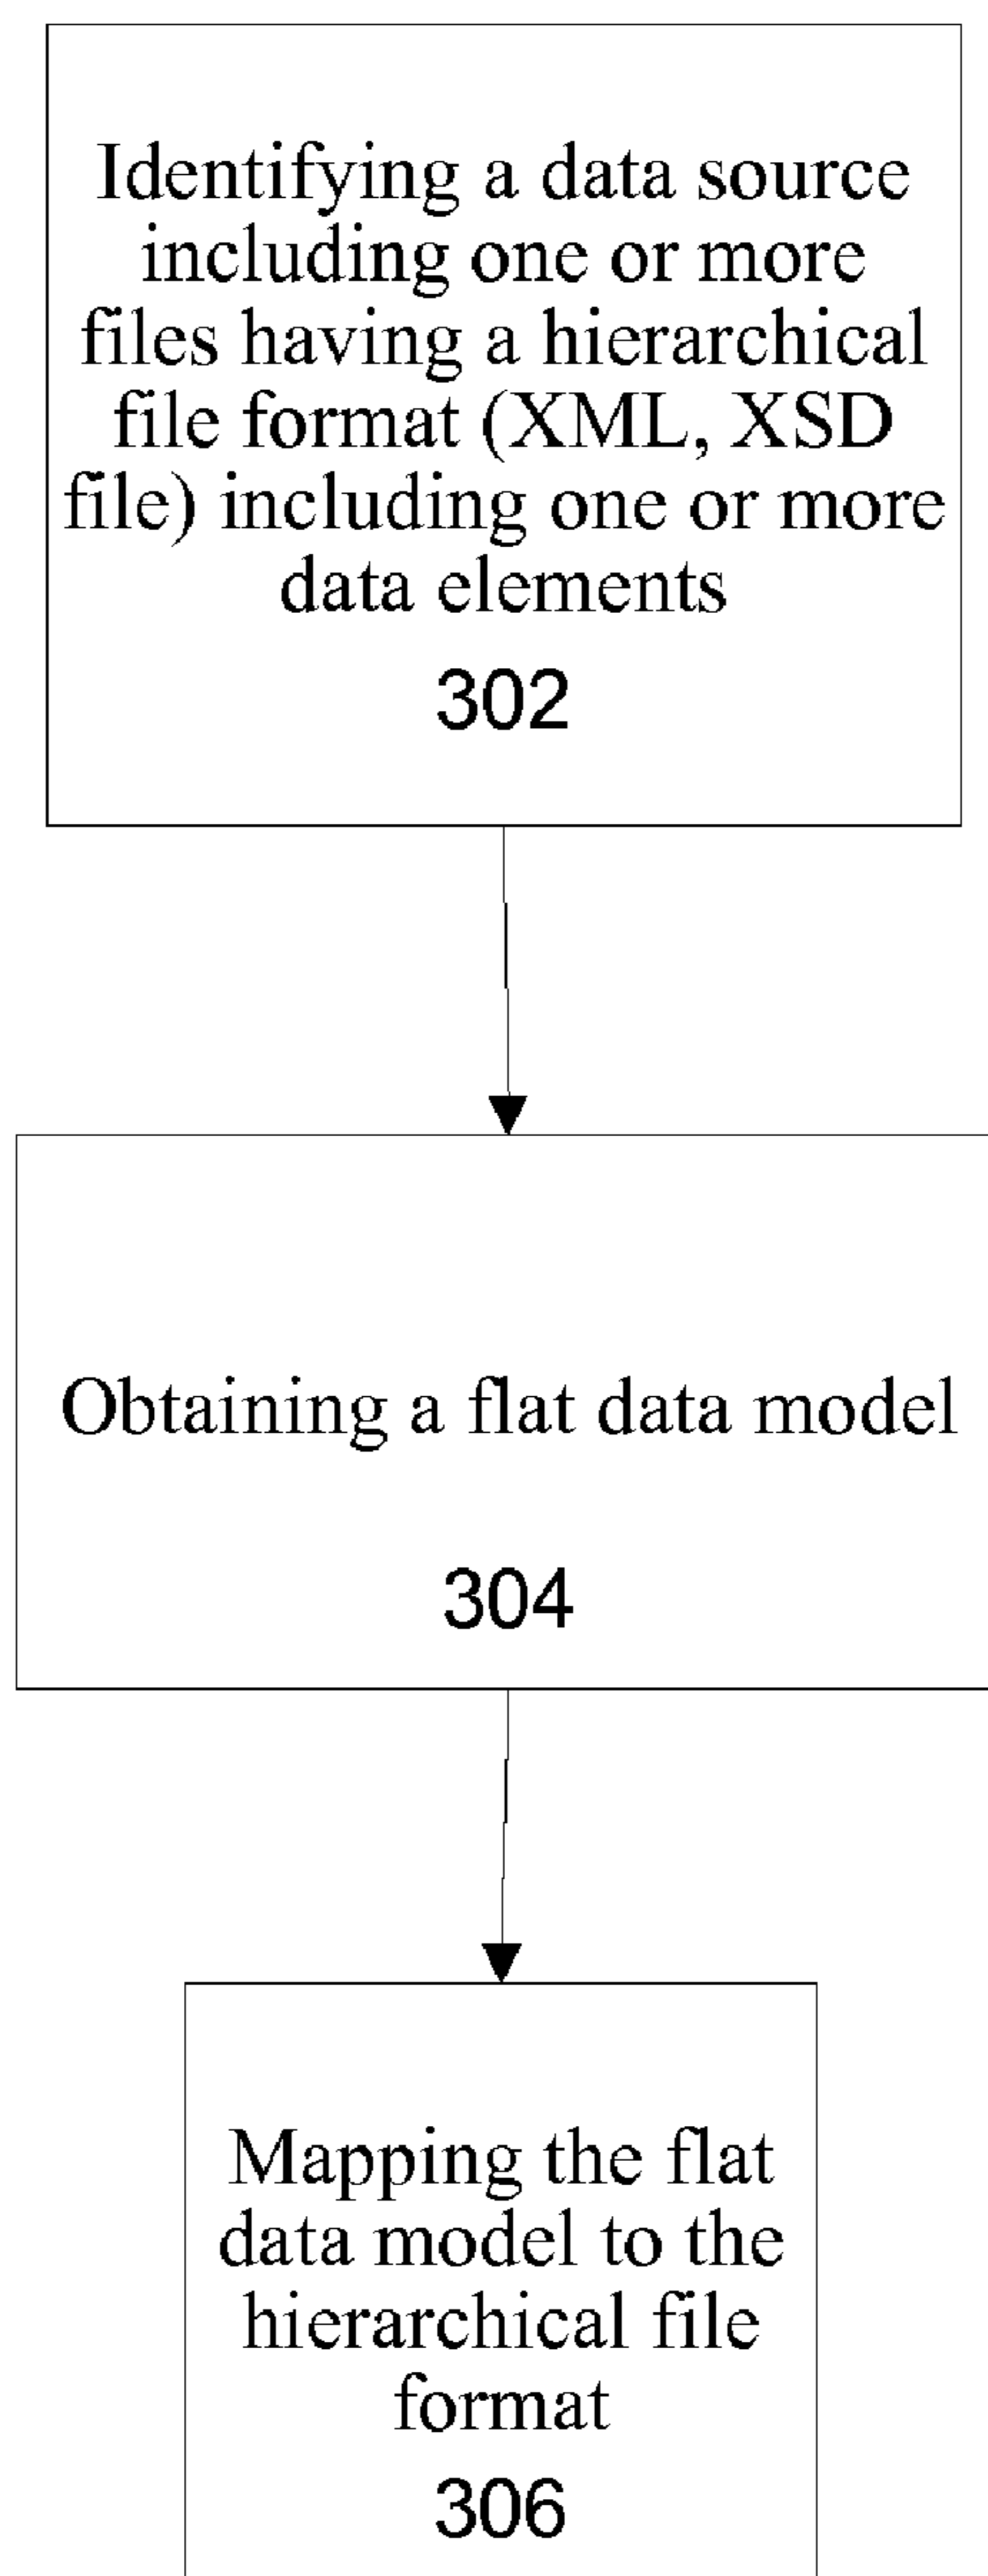 Identifying a data source
including one or more
files having a hierarchical
file format (XML, XSD
file) including one or more
data elements
302
Obtaining a flat data model
304
Mapping the flat
data model to the
hierarchical file
format
306